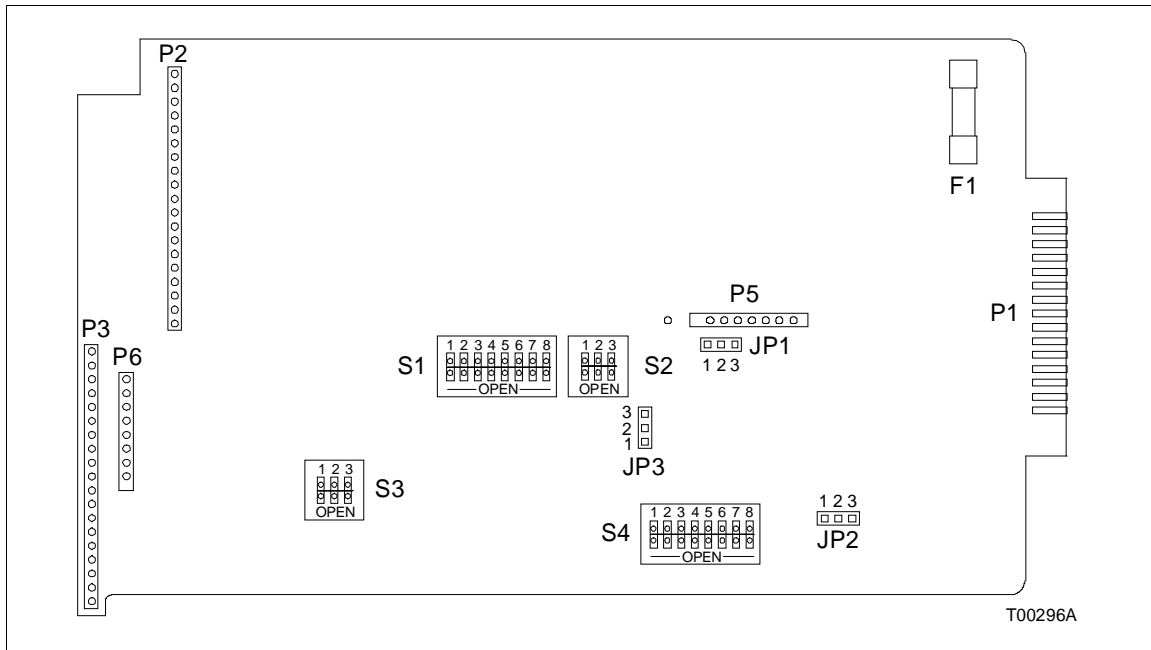 P2
F1
P5
P1
P3
JP1
1 2 3
P6
1 2 3 4 5 6 7 8
S1
OPEN
1 2 3
S2
OPEN
3
2
1
JP3
1 2 3
S3
OPEN
1 2 3 4 5 6 7 8
S4
OPEN
1 2 3
JP2
T00296A